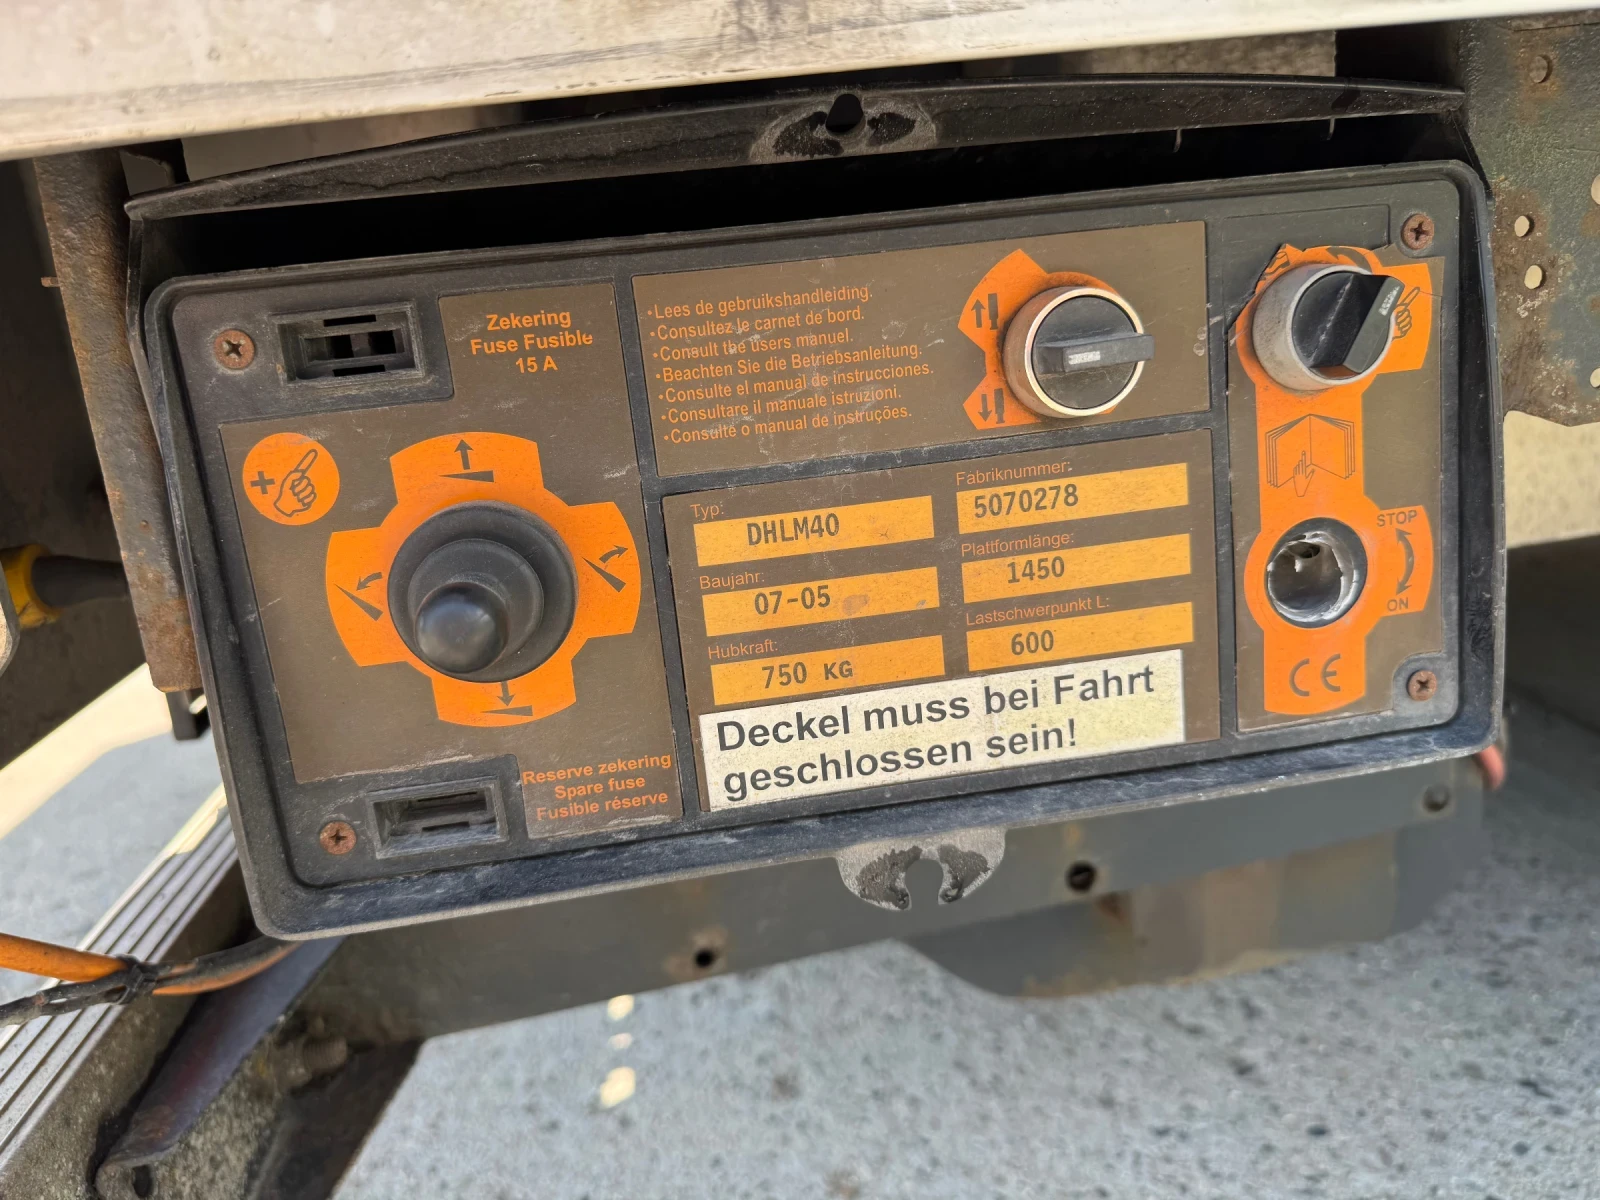 Zekering
Fuse Fusible
15 A
·Lees de gebruikshandleiding.
·Consultez le carnet de bord.
·Consult the users manuel.
·Beachten Sie die Betriebsanleitung.
·Consulte el manual de instrucciones.
·Consultare il manuale istruzioni.
·Consulte o manual de instruções.
Typ:
DHLM40
Fabriknummer:
5070278
Baujahr:
07-05
Plattformlänge:
1450
Hubkraft:
750 KG
Lastschwerpunkt L:
600
Deckel muss bei Fahrt
geschlossen sein!
STOP
ON
CE
Reserve zekering
Spare fuse
Fusible réserve